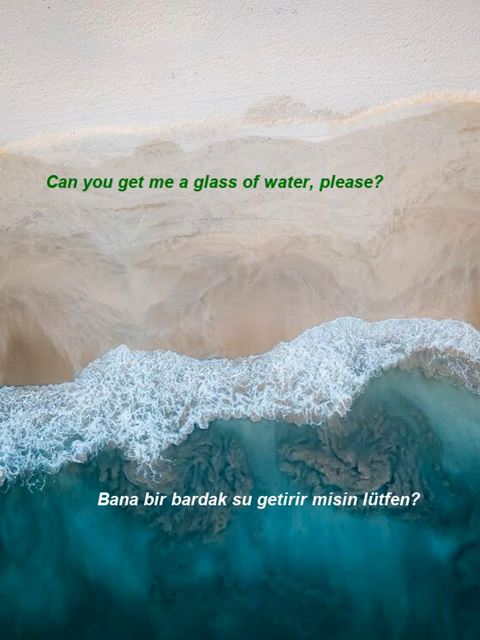 Can you get me a glass of water, please?
Bana bir bardak su getirir misin lütfen?